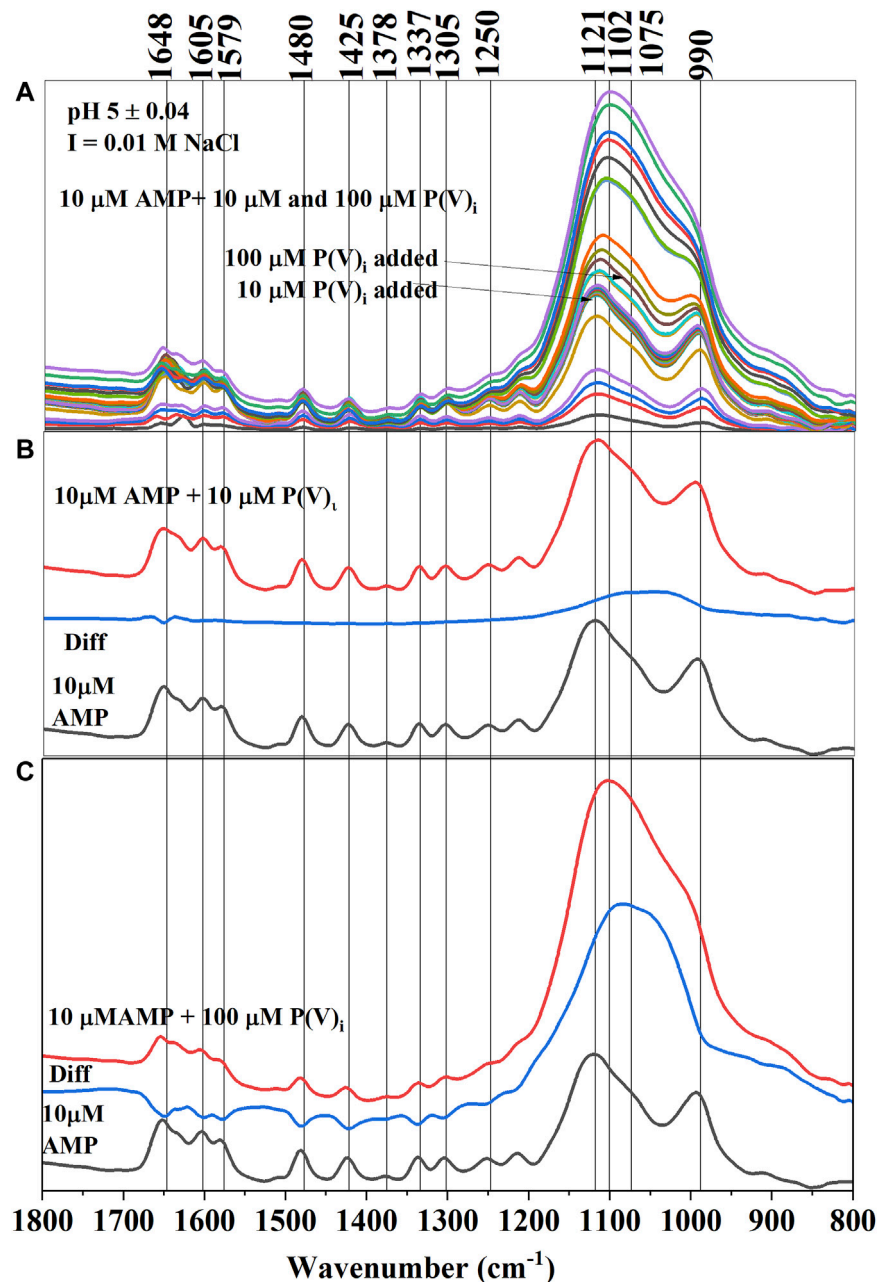 1648 1605 1579 1480 1425 1378 1337 1305 1250 1121 1102 1075 990
A
pH 5 ± 0.04
I = 0.01 M NaCl
10 μM AMP+ 10 μM and 100 μM P(V)i
100 μM P(V)i added
10 μM P(V)i added
B
10μM AMP + 10 μM P(V)ι
Diff
10μM
AMP
C
10 μMAMP + 100 μM P(V)i
Diff
10μM
AMP
1800 1700 1600 1500 1400 1300 1200 1100 1000 900 800
Wavenumber (cm-1)